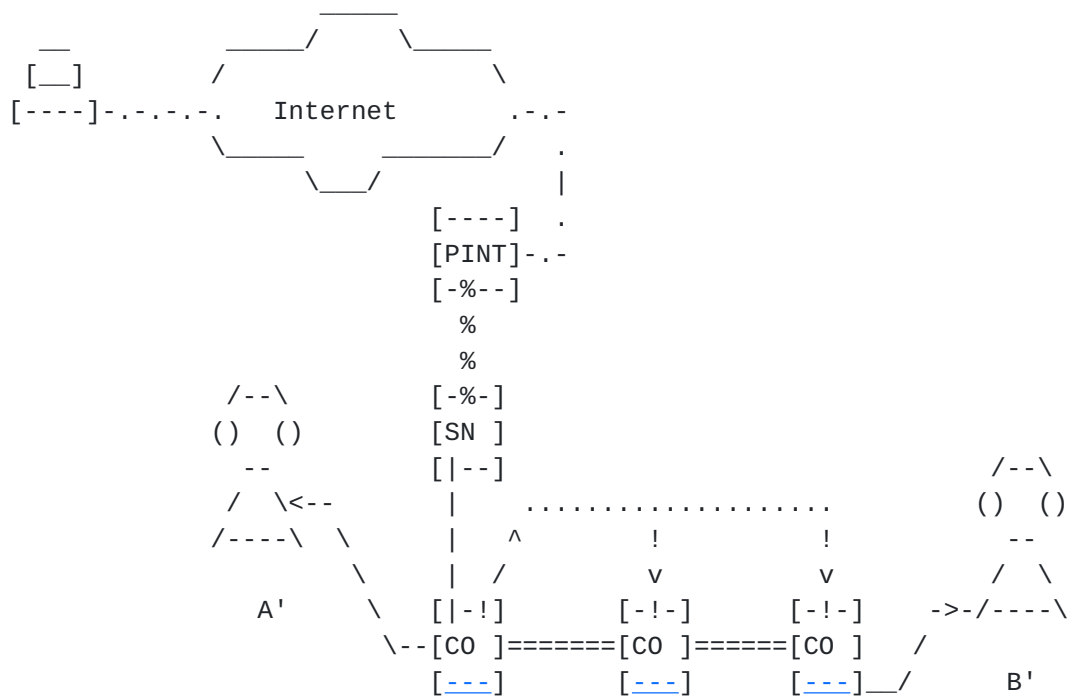 Internet
PINT
SN
A'
CO CO CO
B'